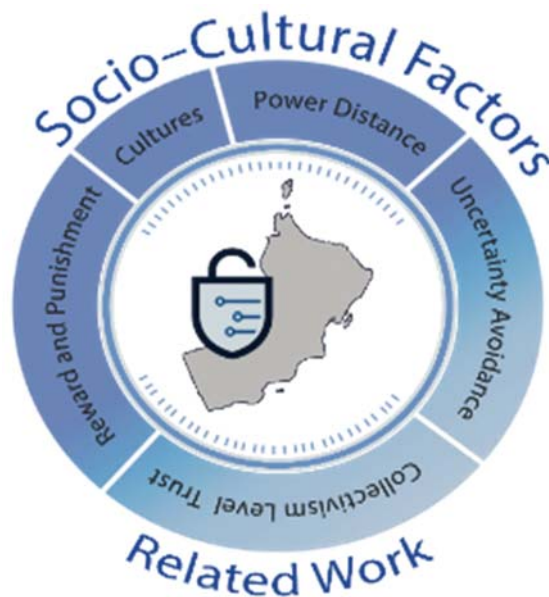 Socio–Cultural Factors
Cultures
Power Distance
Uncertainty Avoidance
Collectivism Level Trust
Reward and Punishment
Related Work